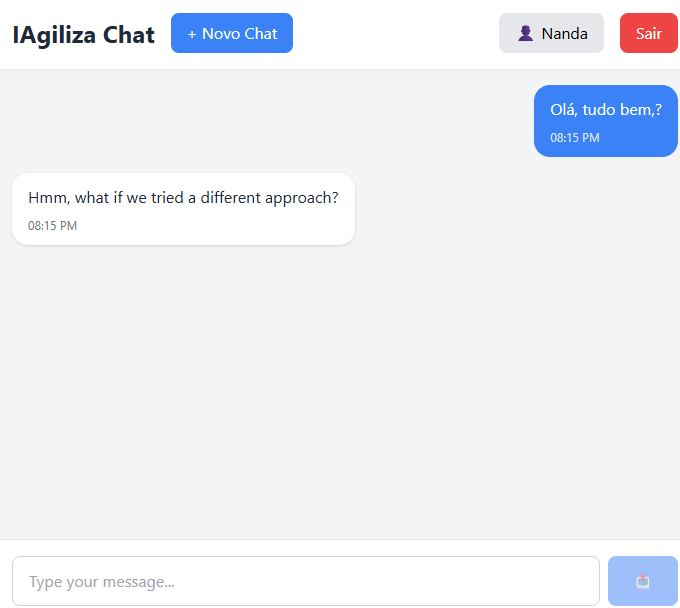 IAgiliza Chat
+ Novo Chat
Nanda
Sair
Olá, tudo bem,?
08:15 PM
Hmm, what if we tried a different approach?
08:15 PM
Type your message...